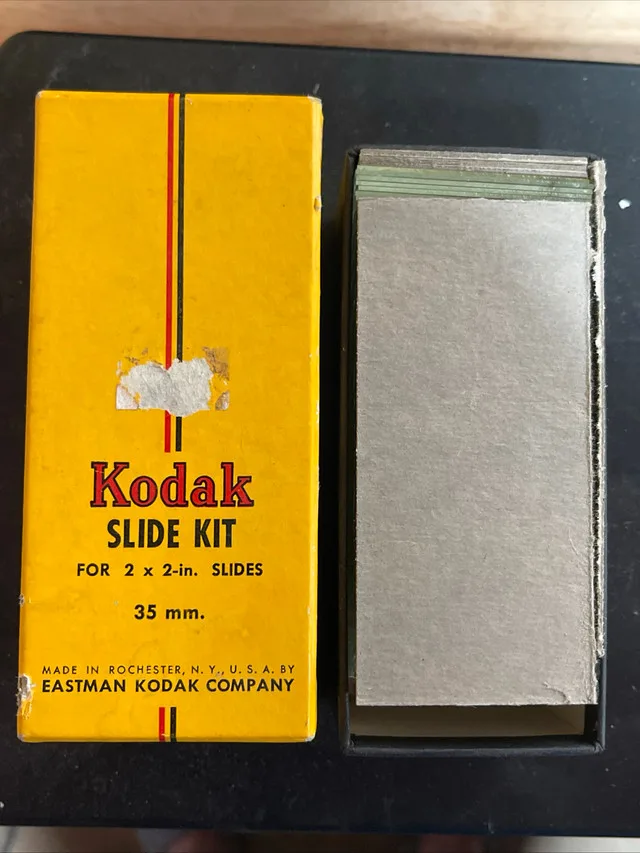 Kodak
SLIDE KIT
FOR 2 x 2-in. SLIDES
35 mm.
MADE IN ROCHESTER, N. Y., U. S. A. BY
EASTMAN KODAK COMPANY